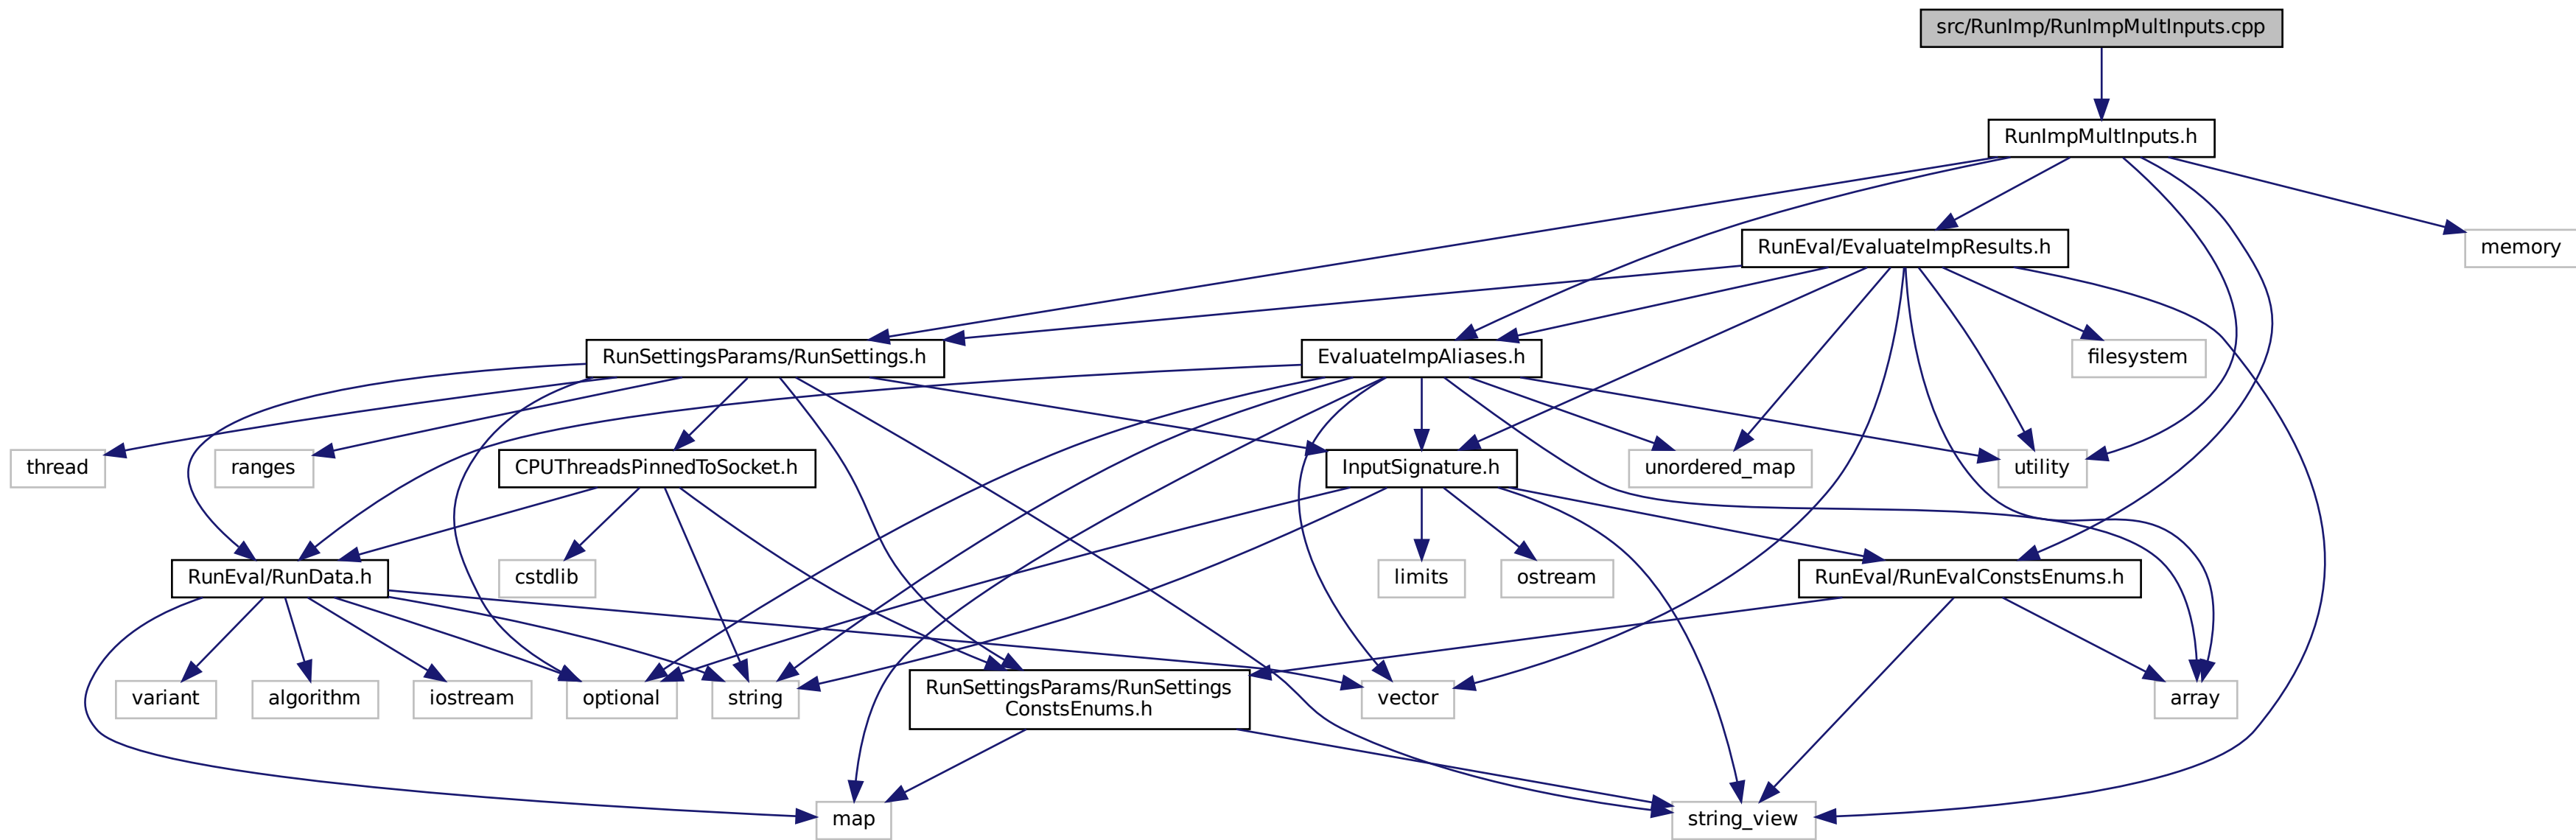 src/RunImp/RunImpMultInputs.cpp
RunImpMultInputs.h
RunEval/EvaluateImpResults.h
memory
RunSettingsParams/RunSettings.h
EvaluateImpAliases.h
filesystem
thread
ranges
CPUThreadsPinnedToSocket.h
InputSignature.h
unordered_map
utility
RunEval/RunData.h
cstdlib
limits
ostream
RunEval/RunEvalConstsEnums.h
variant
algorithm
iostream
optional
string
RunSettingsParams/RunSettings
ConstsEnums.h
vector
array
map
string_view